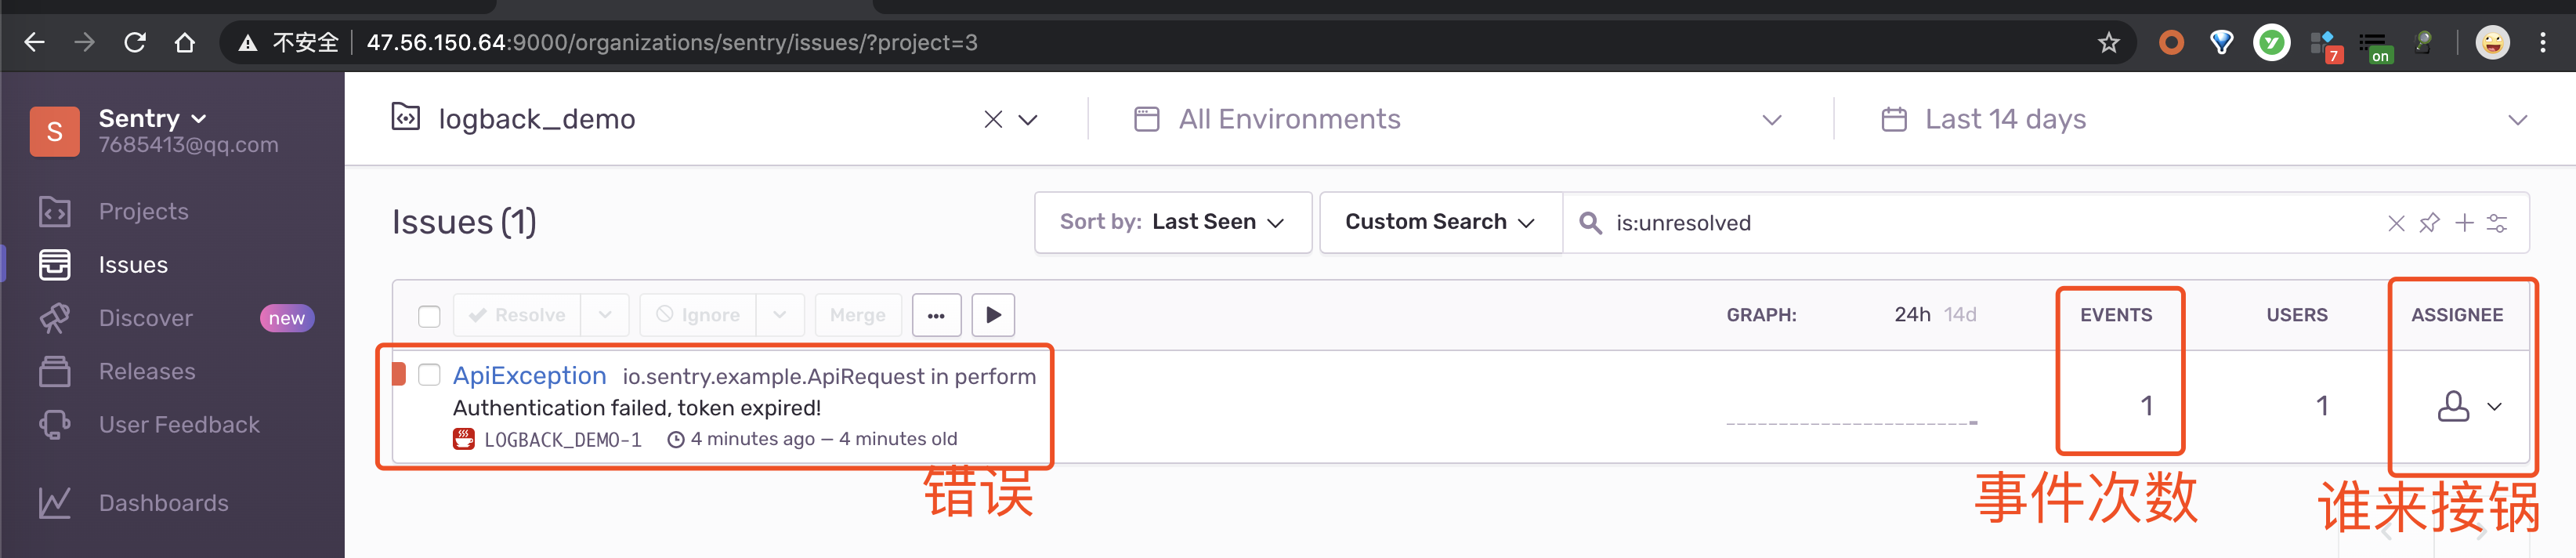 不安全 47.56.150.64:9000/organizations/sentry/issues/?project=3
7
on
S
Sentry
7685413@qq.com
Projects
Issues
Discover new
Releases
User Feedback
Dashboards
logback_demo
All Environments
Last 14 days
Issues (1)
Sort by: Last Seen
Custom Search
is:unresolved
Resolve
Ignore
Merge
GRAPH: 24h 14d
EVENTS
USERS
ASSIGNEE
ApiException io.sentry.example.ApiRequest in perform
Authentication failed, token expired!
LOGBACK_DEMO-1 4 minutes ago — 4 minutes old
1
1
错误
事件次数
谁来接锅